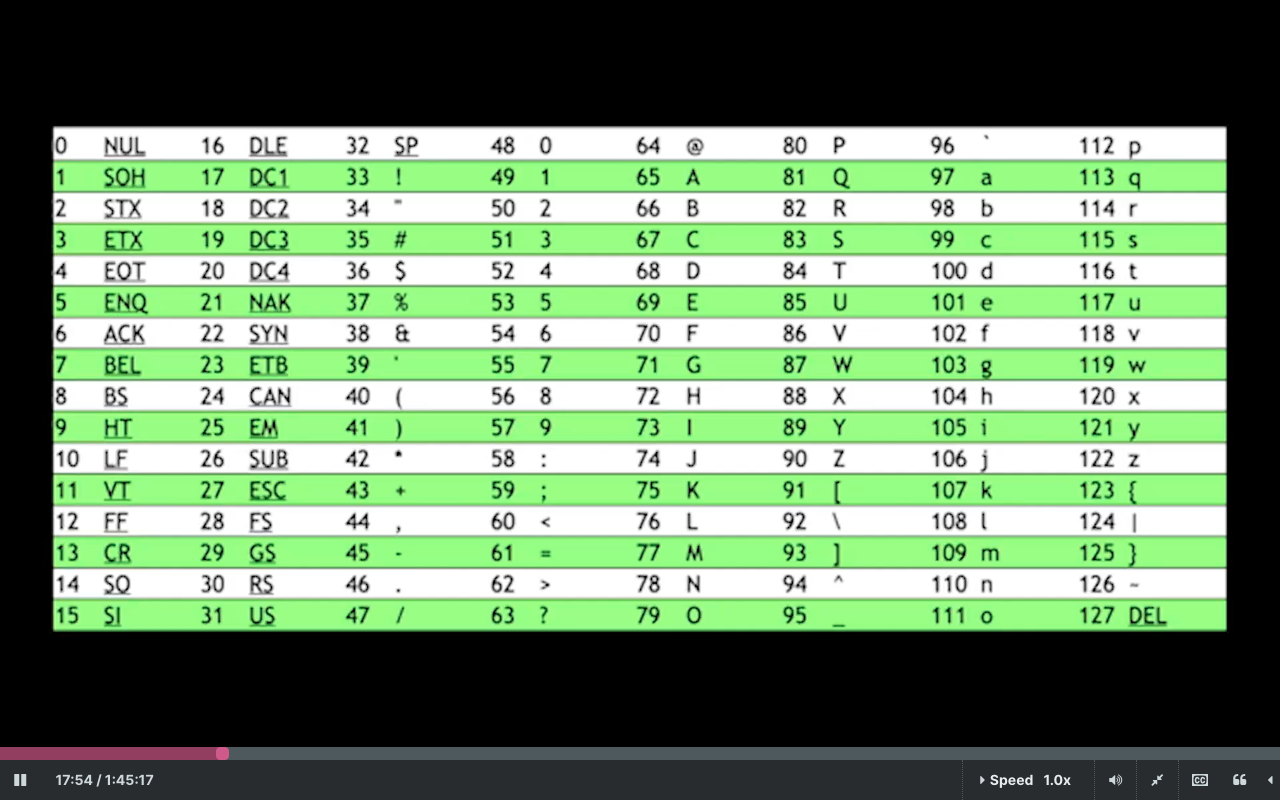 0 NUL 16 DLE 32 SP 48 0 64 @ 80 P 96 ` 112 p
1 SOH 17 DC1 33 ! 49 1 65 A 81 Q 97 a 113 q
2 STX 18 DC2 34 " 50 2 66 B 82 R 98 b 114 r
3 ETX 19 DC3 35 # 51 3 67 C 83 S 99 c 115 s
4 EOT 20 DC4 36 $ 52 4 68 D 84 T 100 d 116 t
5 ENQ 21 NAK 37 % 53 5 69 E 85 U 101 e 117 u
6 ACK 22 SYN 38 & 54 6 70 F 86 V 102 f 118 v
7 BEL 23 ETB 39 ' 55 7 71 G 87 W 103 g 119 w
8 BS 24 CAN 40 ( 56 8 72 H 88 X 104 h 120 x
9 HT 25 EM 41 ) 57 9 73 I 89 Y 105 i 121 y
10 LF 26 SUB 42 * 58 : 74 J 90 Z 106 j 122 z
11 VT 27 ESC 43 + 59 ; 75 K 91 [ 107 k 123 {
12 FF 28 FS 44 , 60 < 76 L 92 \ 108 l 124 |
13 CR 29 GS 45 - 61 = 77 M 93 ] 109 m 125 }
14 SO 30 RS 46 . 62 > 78 N 94 ^ 110 n 126 ~
15 SI 31 US 47 / 63 ? 79 O 95 _ 111 o 127 DEL
17:54 / 1:45:17 Speed 1.0x CC